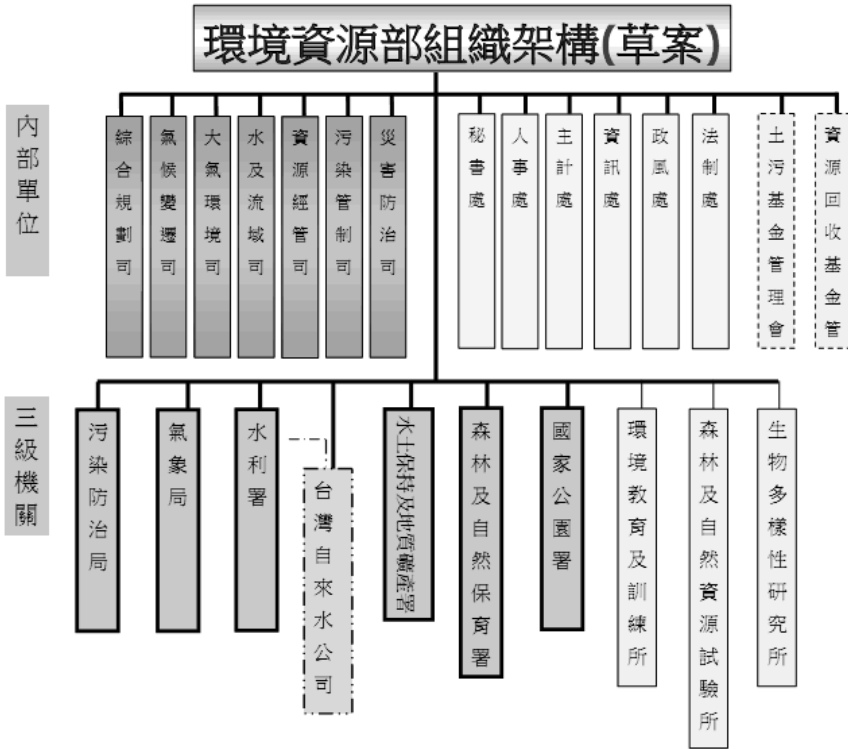 環境資源部組織架構(草案)
內部單位
綜合規劃司
氣候變遷司
大氣環境司
水及流域司
資源經管司
污染管制司
災害防治司
秘書處
人事處
主計處
資訊處
政風處
法制處
土污基金管理會
資源回收基金管
三級機關
污染防治局
氣象局
水利署
台灣自來水公司
水土保持及地質礦產署
森林及自然保育署
國家公園署
環境教育及訓練所
森林及自然資源試驗所
生物多樣性研究所